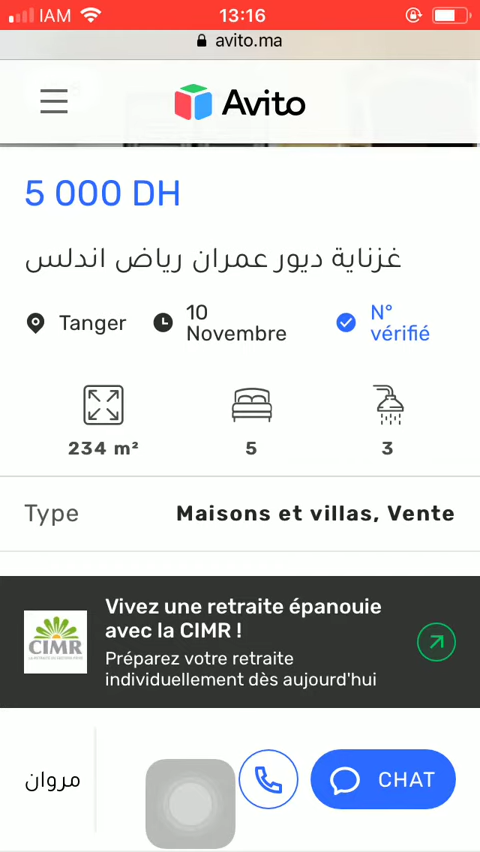 IAM
13:16
avito.ma
Avito
5 000 DH
غزناية ديور عمران رياض اندلس
Tanger
10
Novembre
N°
vérifié
234 m²
5
3
Type
Maisons et villas, Vente
Vivez une retraite épanouie
avec la CIMR !
Préparez votre retraite
individuellement dès aujourd'hui
CIMR
مروان
CHAT